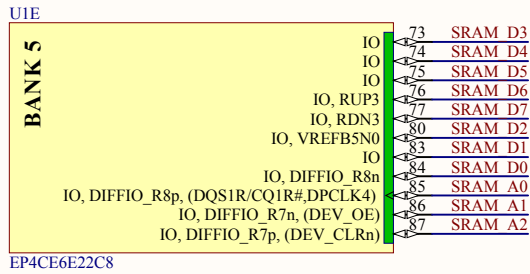 U1E
BANK 5
IO 73 SRAM_D3
IO 74 SRAM_D4
IO 75 SRAM_D5
IO, RUP3 76 SRAM_D6
IO, RDN3 77 SRAM_D7
IO, VREFB5N0 80 SRAM_D2
IO 83 SRAM_D1
IO, DIFFIO_R8n 84 SRAM_D0
IO, DIFFIO_R8p, (DQS1R/CQ1R#,DPCLK4) 85 SRAM_A0
IO, DIFFIO_R7n, (DEV_OE) 86 SRAM_A1
IO, DIFFIO_R7p, (DEV_CLRn) 87 SRAM_A2
EP4CE6E22C8